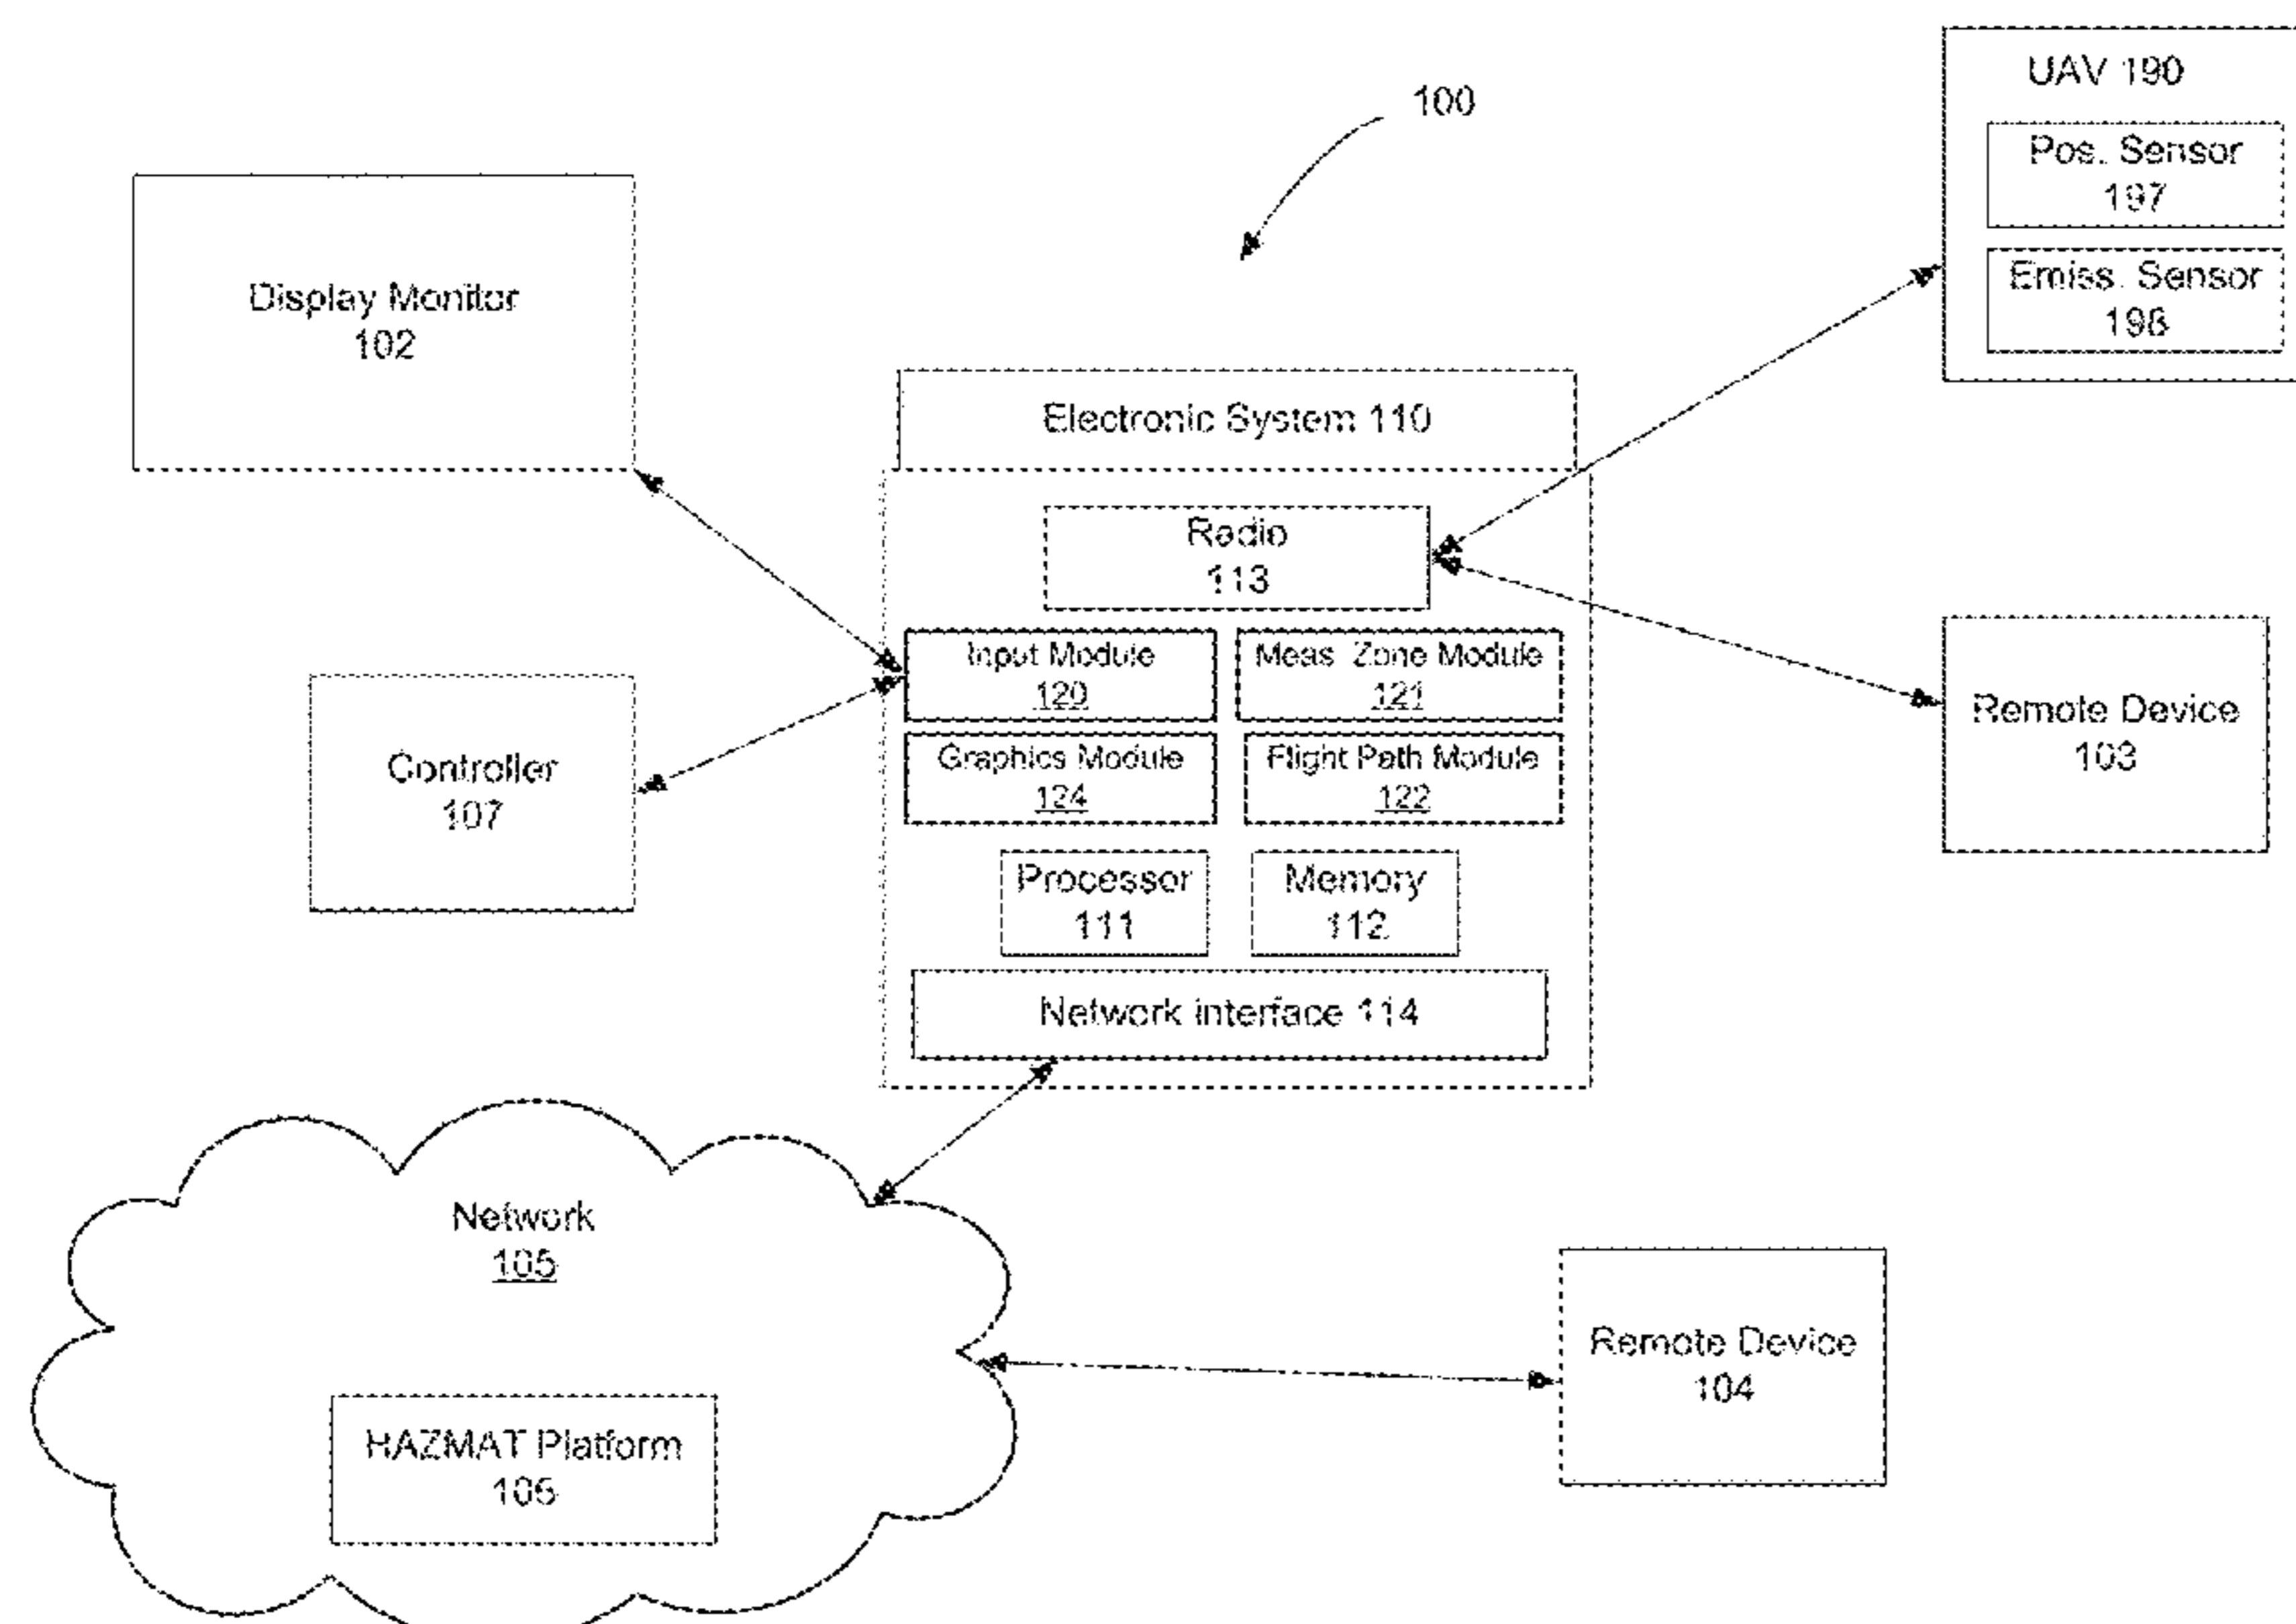 100
UAV 190
Pos. Sensor
197
Emiss. Sensor
198
Display Monitor
102
Electronic System 110
Radio
113
Input Module
120
Meas. Zone Module
121
Graphics Module
124
Flight Path Module
122
Controller
107
Remote Device
103
Processor
111
Memory
112
Network interface 114
Network
105
HAZMAT Platform
106
Remote Device
104